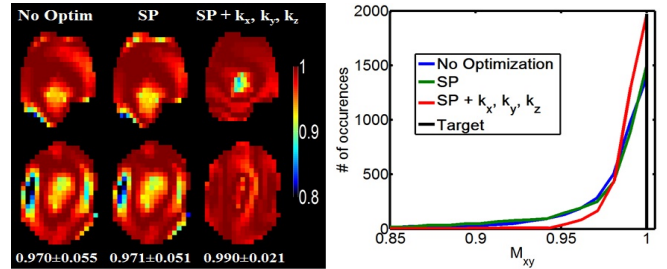 No Optim SP SP + kx, ky, kz
1
0.9
0.8
0.970±0.055 0.971±0.051 0.990±0.021
2000
1500
1000
500
0
# of occurences
No Optimization
SP
SP + kx, ky, kz
Target
0.85 0.9 0.95 1
Mxy